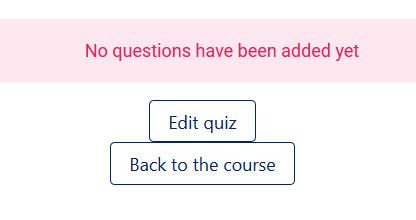 No questions have been added yet
Edit quiz
Back to the course